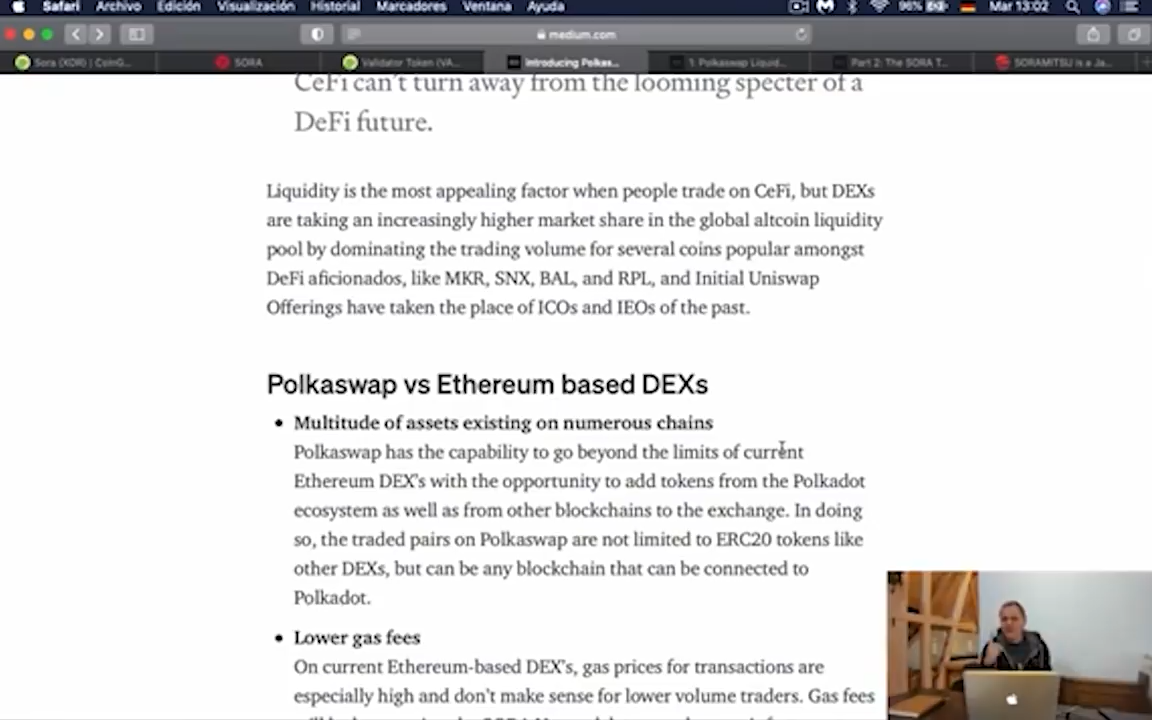 Safari Archivo Edición Visualización Historial Marcadores Ventana Ayuda 96% Mar 13:02
medium.com
Sora (XOR) | CoinG... SORA Validator Token (VA... Introducing Polkas... 1: Polkaswap Liquid... Part 2: The SORA T... SORAMITSU is a Ja...
CeFi can't turn away from the looming specter of a
DeFi future.
Liquidity is the most appealing factor when people trade on CeFi, but DEXs
are taking an increasingly higher market share in the global altcoin liquidity
pool by dominating the trading volume for several coins popular amongst
DeFi aficionados, like MKR, SNX, BAL, and RPL, and Initial Uniswap
Offerings have taken the place of ICOs and IEOs of the past.
Polkaswap vs Ethereum based DEXs
• Multitude of assets existing on numerous chains
Polkaswap has the capability to go beyond the limits of current
Ethereum DEX's with the opportunity to add tokens from the Polkadot
ecosystem as well as from other blockchains to the exchange. In doing
so, the traded pairs on Polkaswap are not limited to ERC20 tokens like
other DEXs, but can be any blockchain that can be connected to
Polkadot.
• Lower gas fees
On current Ethereum-based DEX's, gas prices for transactions are
especially high and don't make sense for lower volume traders. Gas fees